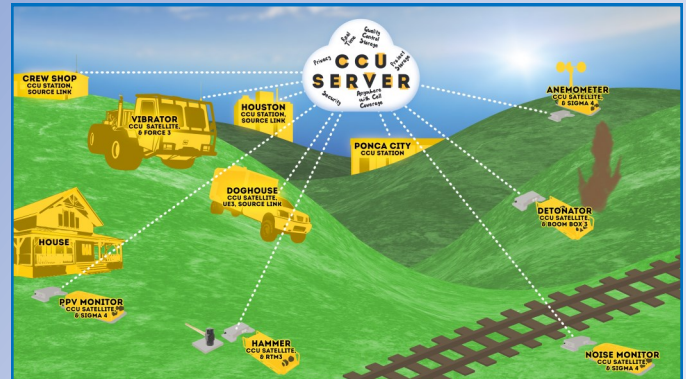 Privacy
Real
Time
Quality
Control
Storage
Project
Storage
CCU
SERVER
Security
Anywhere
with Cell
Coverage
CREW SHOP
CCU STATION,
SOURCE LINK
VIBRATOR
CCU SATELLITE,
& FORCE 3
HOUSTON
CCU STATION,
SOURCE LINK
PONCA CITY
CCU STATION
ANEMOMETER
CCU SATELLITE,
& SIGMA 4
DOGHOUSE
CCU SATELLITE,
UE3, SOURCE LINK
DETONATOR
CCU SATELLITE,
& BOOM BOX 3
HOUSE
PPV MONITOR
CCU SATELLITE,
& SIGMA 4
HAMMER
CCU SATELLITE,
& RTM3
NOISE MONITOR
CCU SATELLITE,
& SIGMA 4